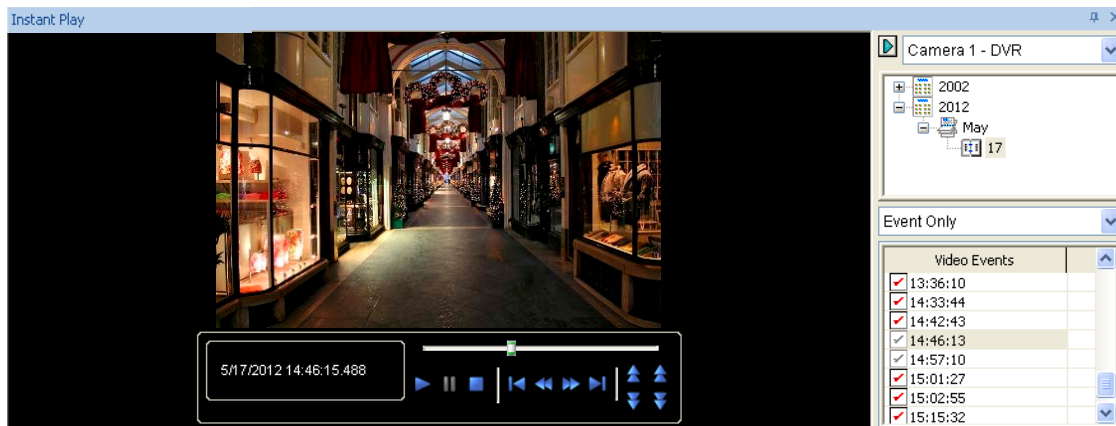 Instant Play
Camera 1 - DVR
2002
2012
May
17
Event Only
Video Events
13:36:10
14:33:44
14:42:43
14:46:13
14:57:10
15:01:27
15:02:55
15:15:32
5/17/2012 14:46:15.488